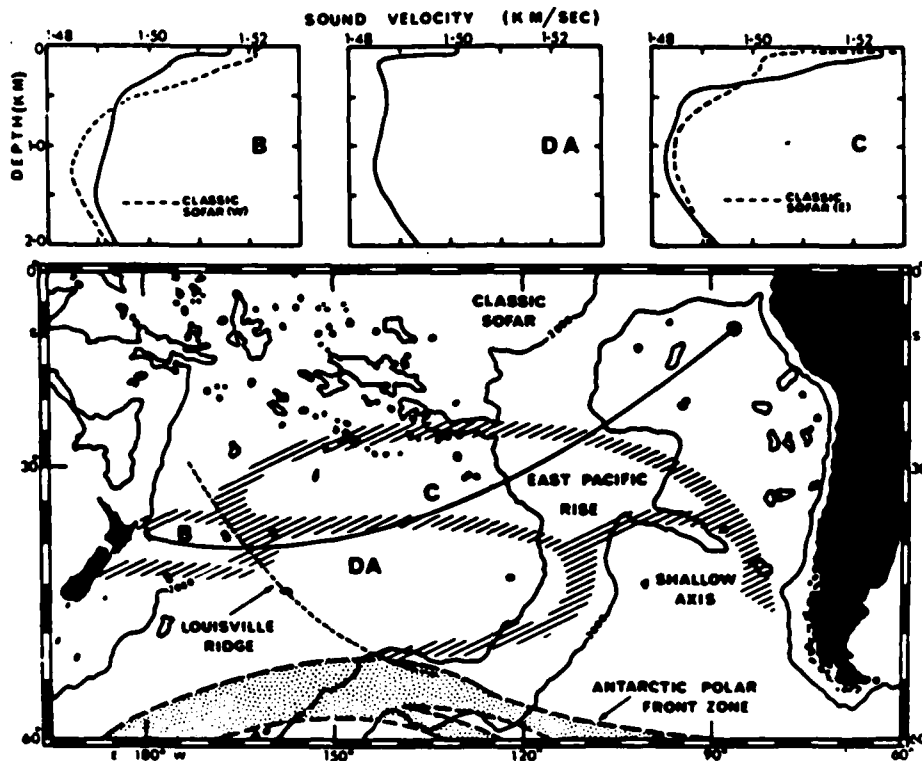 SOUND VELOCITY (KM/SEC)
1·48 1·50 1·52 1·48 1·50 1·52 1·48 1·50 1·52
0
DEPTH (KM)
1·0
2·0
B
CLASSIC
SOFAR(W)
DA
C
CLASSIC
SOFAR(E)
0
CLASSIC
SOFAR
S
S
30
C
EAST PACIFIC
RISE
B
DA
SHALLOW
AXIS
LOUISVILLE
RIDGE
ANTARCTIC POLAR
FRONT ZONE
60
E 180° W 150° 120° 90° 60°